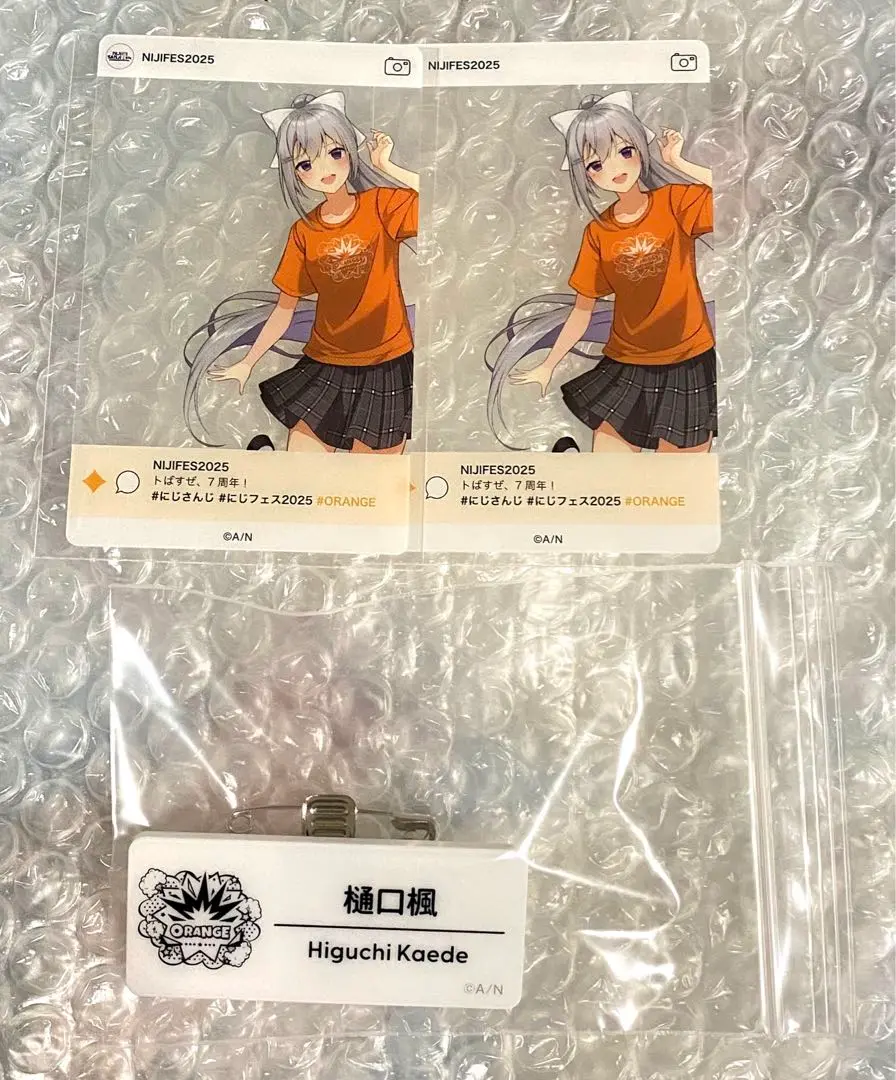 NIJIFES2025
NIJIFES2025
NIJIFES2025
トばすぜ、7周年！
#にじさんじ #にじフェス2025 #ORANGE
©A/N
NIJIFES2025
トばすぜ、7周年！
#にじさんじ #にじフェス2025 #ORANGE
©A/N
ORANGE
樋口楓
Higuchi Kaede
©A/N